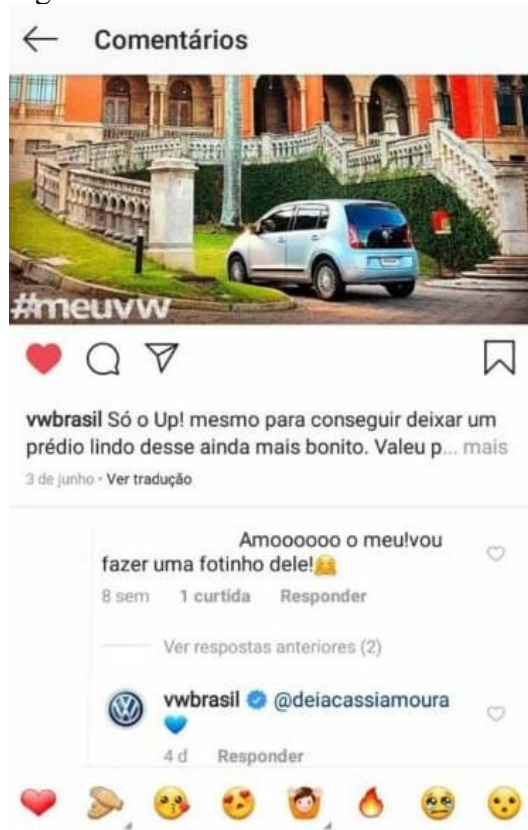 Comentários
#meuvw
vwbrasil Só o Up! mesmo para conseguir deixar um
prédio lindo desse ainda mais bonito. Valeu p... mais
3 de junho • Ver tradução
Amoooooo o meu!vou
fazer uma fotinho dele!🤗
8 sem 1 curtida Responder
Ver respostas anteriores (2)
vwbrasil @deiacassiamoura
💙
4 d Responder